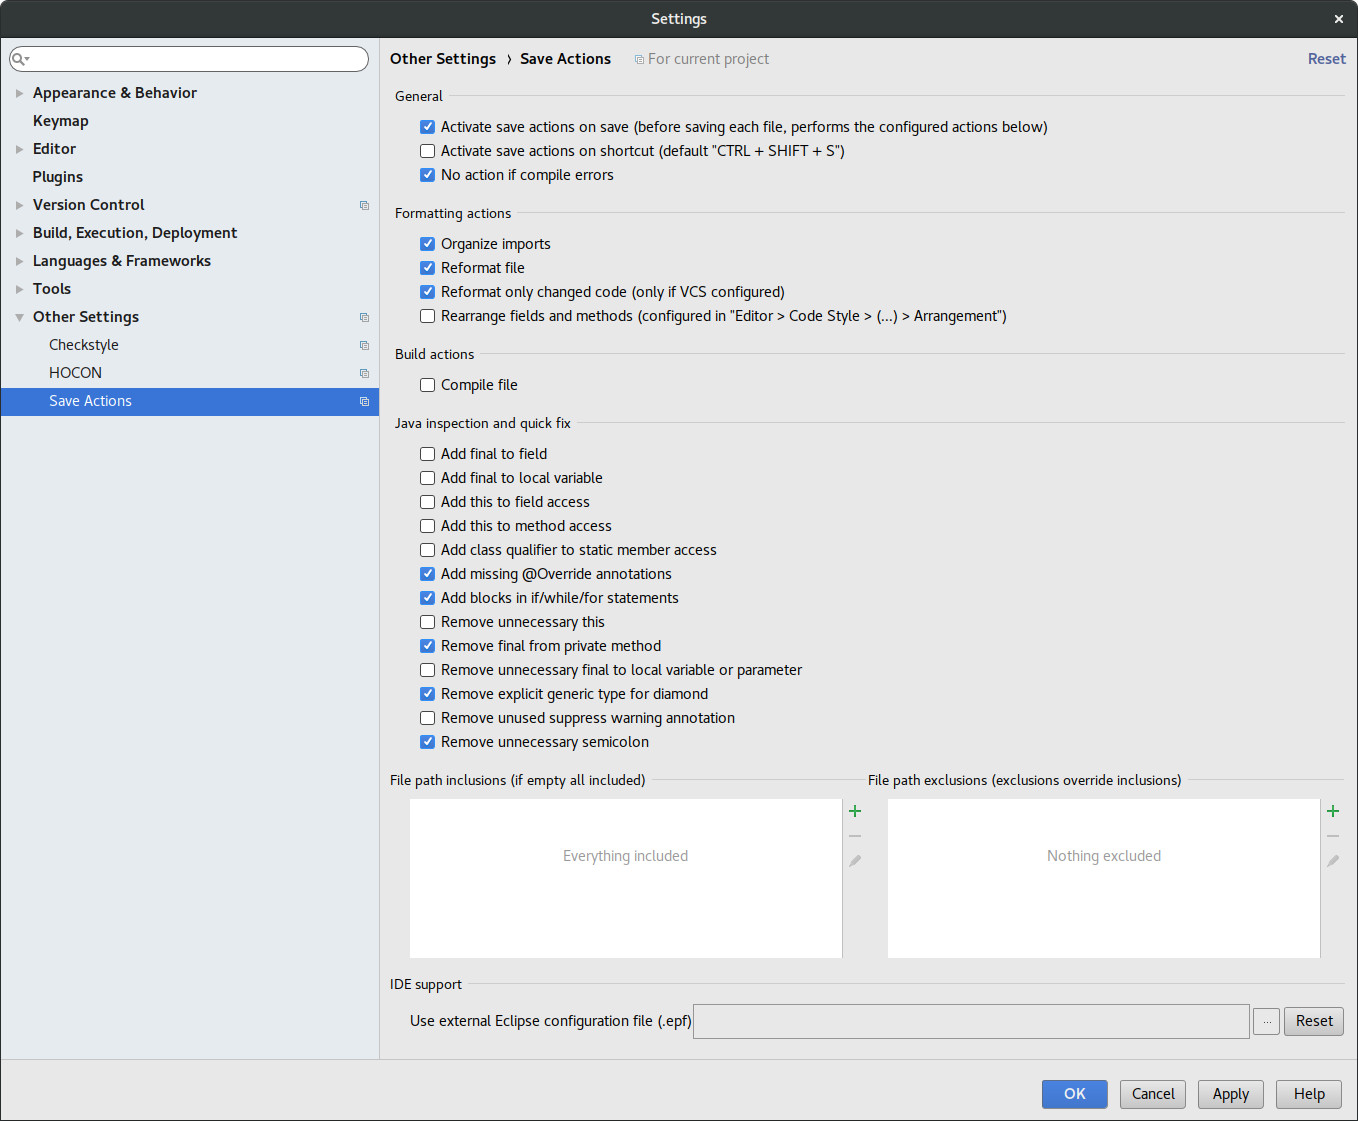 Settings
Appearance & Behavior
Keymap
Editor
Plugins
Version Control
Build, Execution, Deployment
Languages & Frameworks
Tools
Other Settings
Checkstyle
HOCON
Save Actions
Other Settings › Save Actions For current project Reset
General
Activate save actions on save (before saving each file, performs the configured actions below)
Activate save actions on shortcut (default "CTRL + SHIFT + S")
No action if compile errors
Formatting actions
Organize imports
Reformat file
Reformat only changed code (only if VCS configured)
Rearrange fields and methods (configured in "Editor > Code Style > (...) > Arrangement")
Build actions
Compile file
Java inspection and quick fix
Add final to field
Add final to local variable
Add this to field access
Add this to method access
Add class qualifier to static member access
Add missing @Override annotations
Add blocks in if/while/for statements
Remove unnecessary this
Remove final from private method
Remove unnecessary final to local variable or parameter
Remove explicit generic type for diamond
Remove unused suppress warning annotation
Remove unnecessary semicolon
File path inclusions (if empty all included)
Everything included
File path exclusions (exclusions override inclusions)
Nothing excluded
IDE support
Use external Eclipse configuration file (.epf) ... Reset
OK Cancel Apply Help